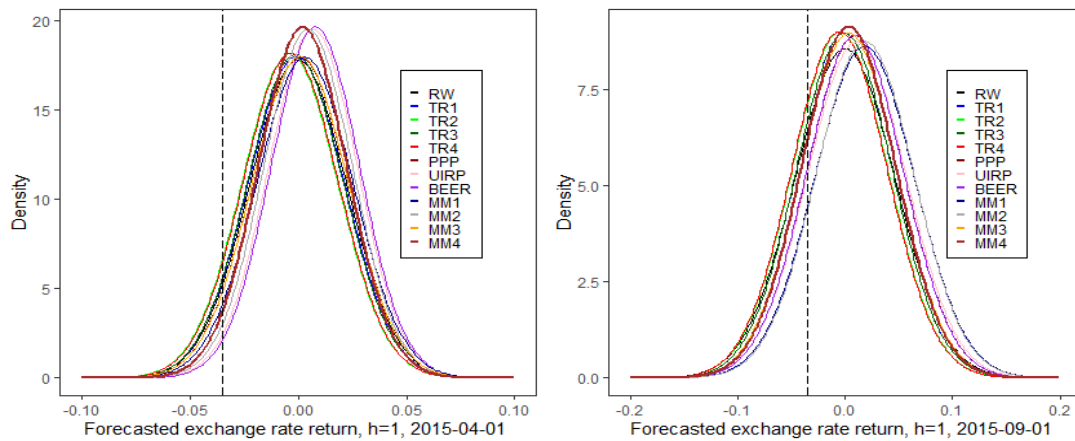 20
15
10
5
0
Density
-0.10
-0.05
0.00
0.05
0.10
Forecasted exchange rate return, h=1, 2015-04-01
RW
TR1
TR2
TR3
TR4
PPP
UIRP
BEER
MM1
MM2
MM3
MM4
7.5
5.0
2.5
0.0
Density
-0.2
-0.1
0.0
0.1
0.2
Forecasted exchange rate return, h=1, 2015-09-01
RW
TR1
TR2
TR3
TR4
PPP
UIRP
BEER
MM1
MM2
MM3
MM4